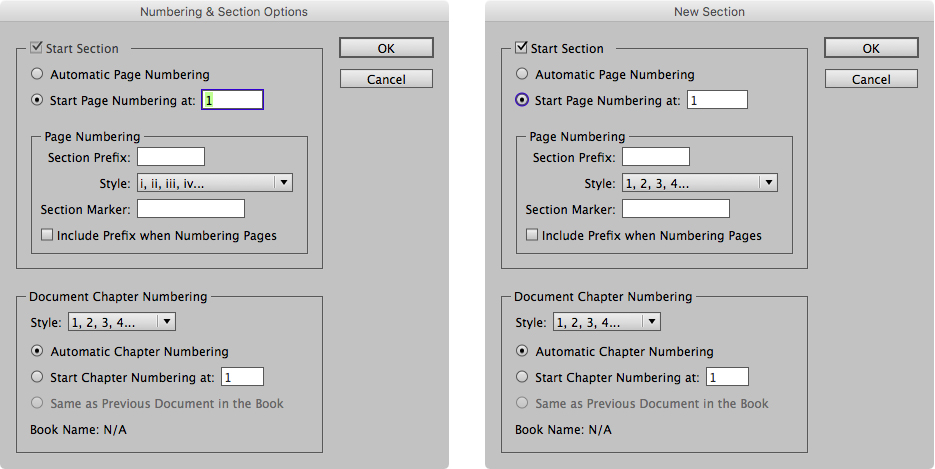 Numbering & Section Options
Start Section
OK
Automatic Page Numbering
Cancel
Start Page Numbering at: 1
Page Numbering
Section Prefix:
Style: i, ii, iii, iv...
Section Marker:
Include Prefix when Numbering Pages
Document Chapter Numbering
Style: 1, 2, 3, 4...
Automatic Chapter Numbering
Start Chapter Numbering at: 1
Same as Previous Document in the Book
Book Name: N/A
New Section
Start Section
OK
Automatic Page Numbering
Cancel
Start Page Numbering at: 1
Page Numbering
Section Prefix:
Style: 1, 2, 3, 4...
Section Marker:
Include Prefix when Numbering Pages
Document Chapter Numbering
Style: 1, 2, 3, 4...
Automatic Chapter Numbering
Start Chapter Numbering at: 1
Same as Previous Document in the Book
Book Name: N/A